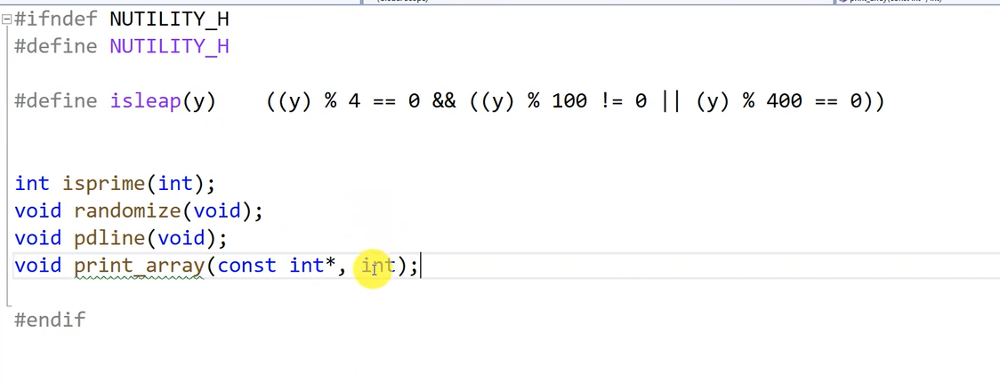 #ifndef NUTILITY_H
#define NUTILITY_H
#define isleap(y)    ((y) % 4 == 0 && ((y) % 100 != 0 || (y) % 400 == 0))
int isprime(int);
void randomize(void);
void pdline(void);
void print_array(const int*, int);
#endif